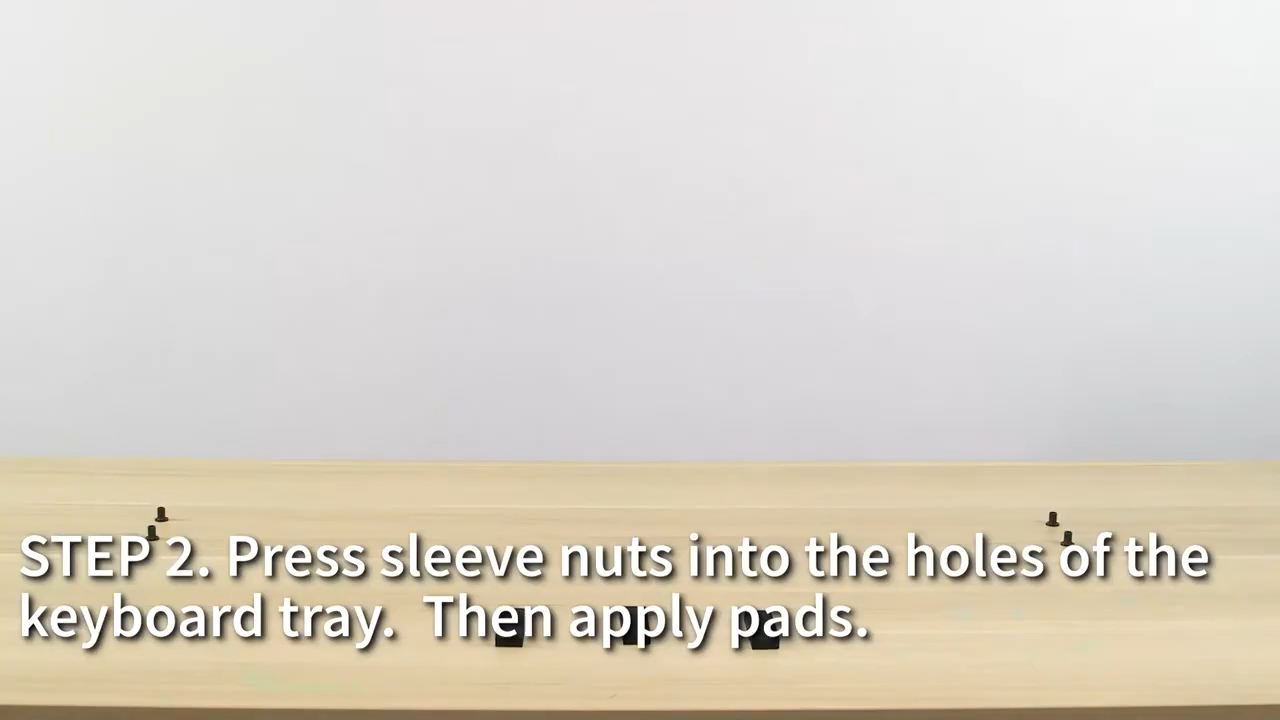 STEP 2. Press sleeve nuts into the holes of the
keyboard tray. Then apply pads.